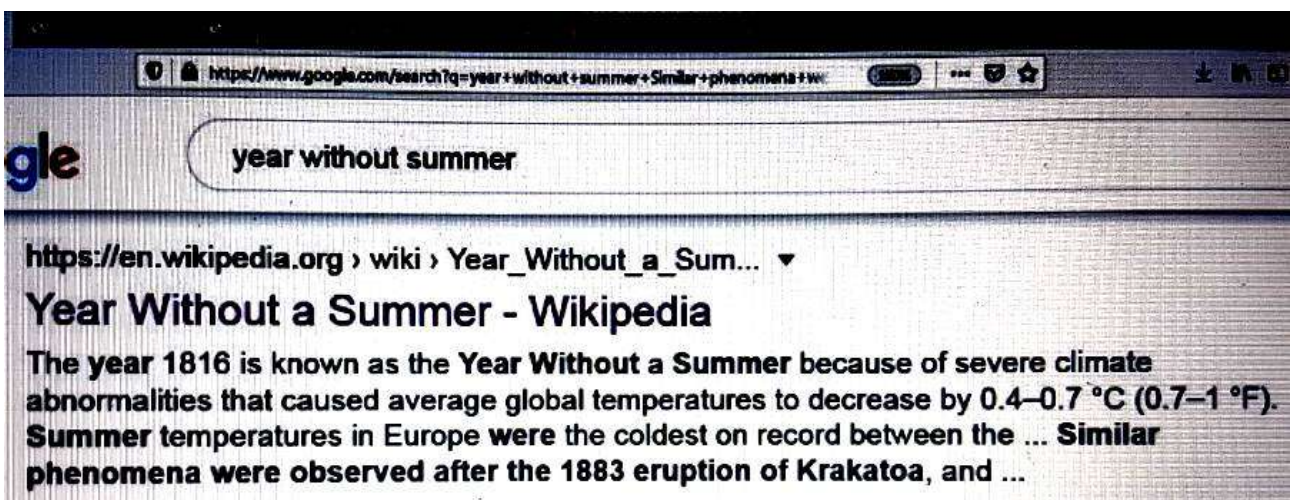 https://www.google.com/search?q=year+without+summer+Similar+phenomena+w
gle
year without summer
https://en.wikipedia.org › wiki › Year_Without_a_Sum... ▼
Year Without a Summer - Wikipedia
The year 1816 is known as the Year Without a Summer because of severe climate
abnormalities that caused average global temperatures to decrease by 0.4–0.7 °C (0.7–1 °F).
Summer temperatures in Europe were the coldest on record between the ... Similar
phenomena were observed after the 1883 eruption of Krakatoa, and ...